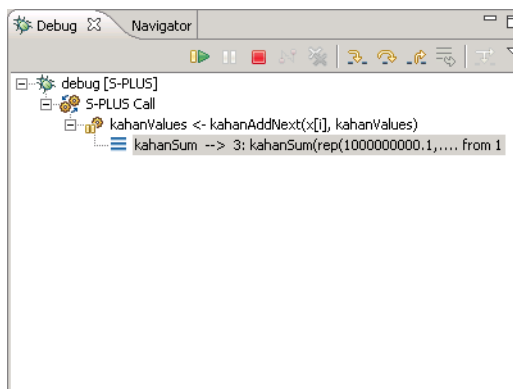 Debug Navigator
debug [S-PLUS]
S-PLUS Call
kahanValues <- kahanAddNext(x[i], kahanValues)
kahanSum --> 3: kahanSum(rep(1000000000.1,.... from 1